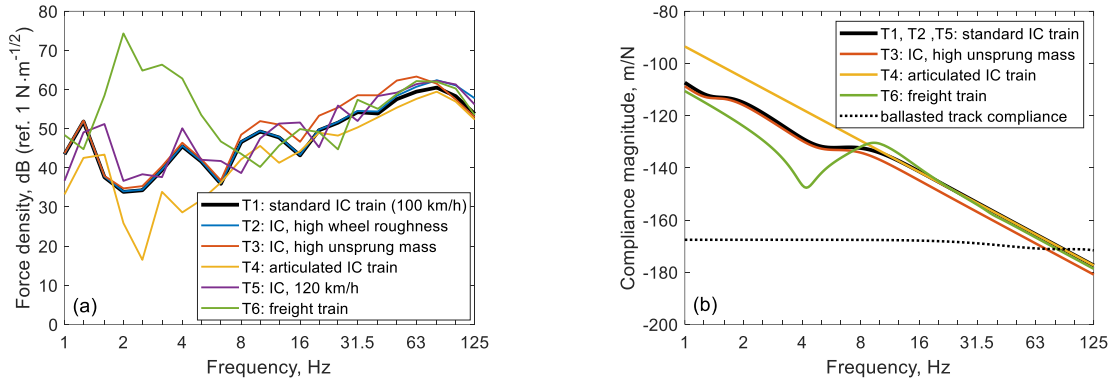 80
70
60
50
40
30
20
10
0
Force density, dB (ref. 1 N·m-1/2)
T1: standard IC train (100 km/h)
T2: IC, high wheel roughness
T3: IC, high unsprung mass
T4: articulated IC train
T5: IC, 120 km/h
T6: freight train
(a)
1 2 4 8 16 31.5 63 125
Frequency, Hz
-80
-100
-120
-140
-160
-180
-200
Compliance magnitude, m/N
T1, T2 ,T5: standard IC train
T3: IC, high unsprung mass
T4: articulated IC train
T6: freight train
ballasted track compliance
(b)
1 2 4 8 16 31.5 63 125
Frequency, Hz